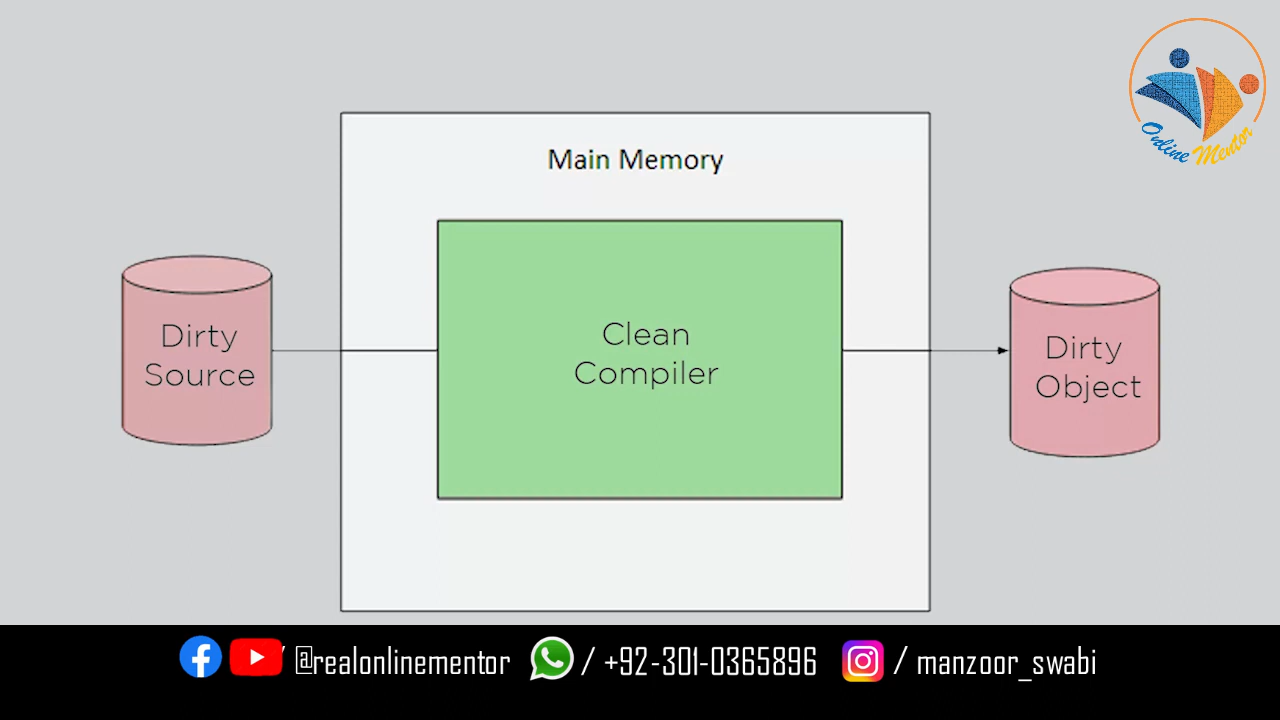 Online Mentor
Main Memory
Dirty
Source
Clean
Compiler
Dirty
Object
/ @realonlinementor / +92-301-0365896 / manzoor_swabi